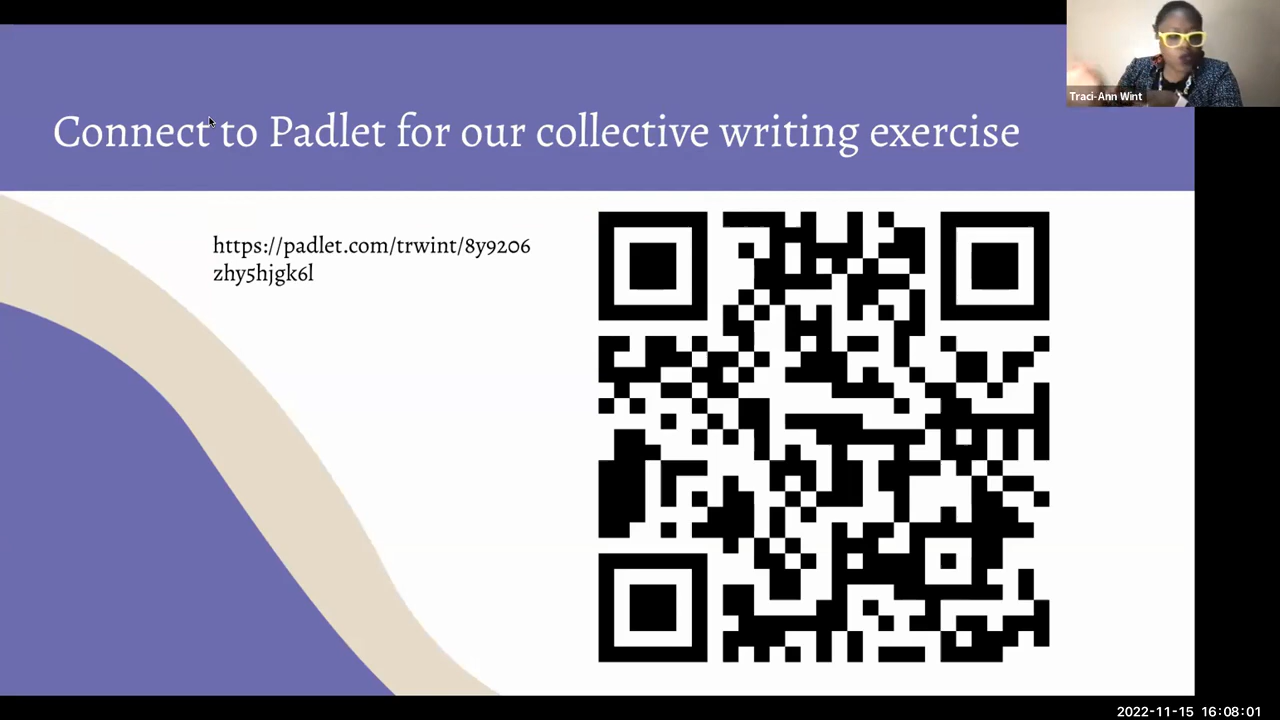 Traci-Ann Wint
Connect to Padlet for our collective writing exercise
https://padlet.com/trwint/8y9206
zhy5hjgk6l
2022-11-15 16:08:01